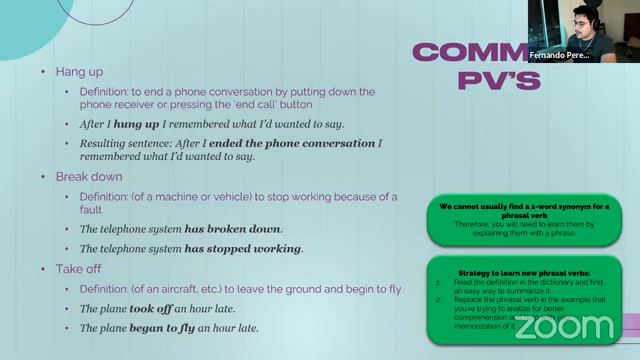 COMM
PV'S
Fernando Pere...
• Hang up
• Definition: to end a phone conversation by putting down the
phone receiver or pressing the 'end call' button
• After I hung up I remembered what I'd wanted to say.
• Resulting sentence: After I ended the phone conversation I
remembered what I'd wanted to say.
• Break down
• Definition: (of a machine or vehicle) to stop working because of a
fault
• The telephone system has broken down.
• The telephone system has stopped working.
• Take off
• Definition: (of an aircraft, etc.) to leave the ground and begin to fly
• The plane took off an hour late.
• The plane began to fly an hour late.
We cannot usually find a 1-word synonym for a
phrasal verb
Therefore, you will need to learn them by
explaining them with a phrase.
Strategy to learn new phrasal verbs:
1. Read the definition in the dictionary and find
an easy way to summarize it.
2. Replace the phrasal verb in the example that
you're trying to analize for better
comprehension
memorization of it
zoom